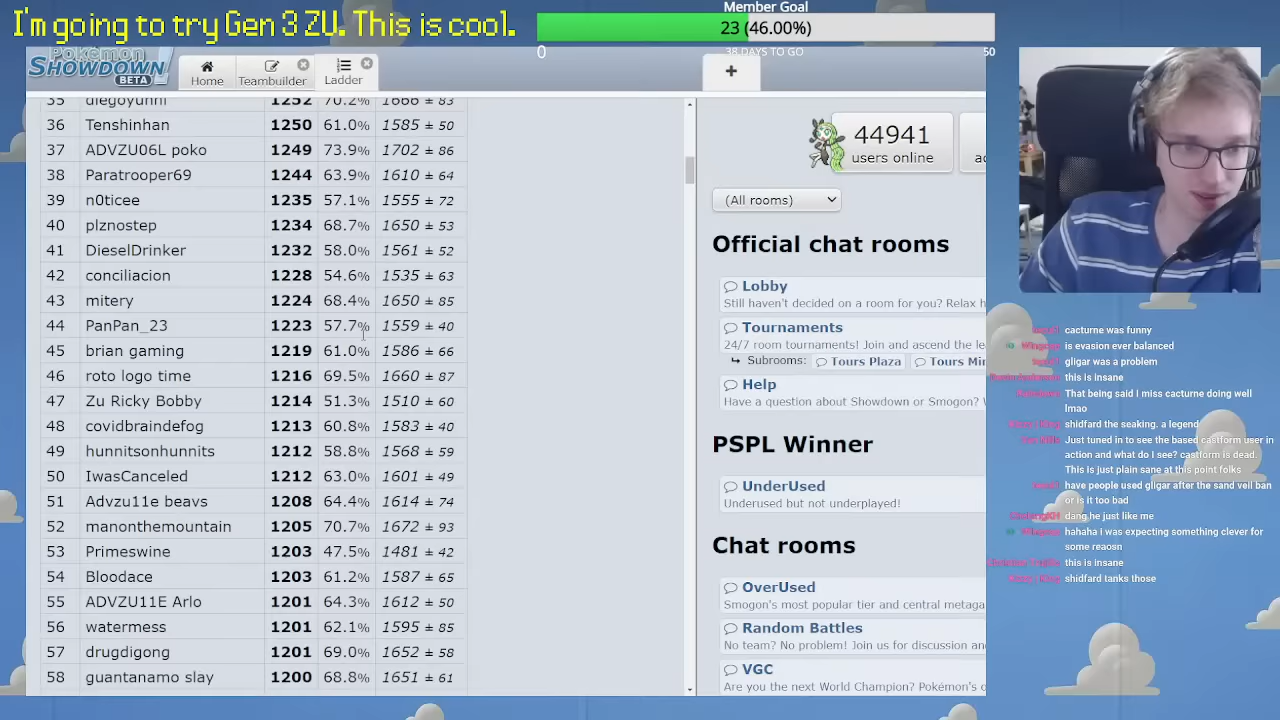 I'm going to try Gen 3 ZU. This is cool.
Member Goal
23 (46.00%)
0
38 DAYS TO GO
50
Pokémon
SHOWDOWN!
BETA
Home
Teambuilder
Ladder
+
35 diegoyunhi 1252 70.2% 1666 ± 83
36 Tenshinhan 1250 61.0% 1585 ± 50
37 ADVZU06L poko 1249 73.9% 1702 ± 86
38 Paratrooper69 1244 63.9% 1610 ± 64
39 n0ticee 1235 57.1% 1555 ± 72
40 plznostep 1234 68.7% 1650 ± 53
41 DieselDrinker 1232 58.0% 1561 ± 52
42 conciliacion 1228 54.6% 1535 ± 63
43 mitery 1224 68.4% 1650 ± 85
44 PanPan_23 1223 57.7% 1559 ± 40
45 brian gaming 1219 61.0% 1586 ± 66
46 roto logo time 1216 69.5% 1660 ± 87
47 Zu Ricky Bobby 1214 51.3% 1510 ± 60
48 covidbraindefog 1213 60.8% 1583 ± 40
49 hunnitsonhunnits 1212 58.8% 1568 ± 59
50 IwasCanceled 1212 63.0% 1601 ± 49
51 Advzu11e beavs 1208 64.4% 1614 ± 74
52 manonthemountain 1205 70.7% 1672 ± 93
53 Primeswine 1203 47.5% 1481 ± 42
54 Bloodace 1203 61.2% 1587 ± 65
55 ADVZU11E Arlo 1201 64.3% 1612 ± 50
56 watermess 1201 62.1% 1595 ± 85
57 drugdigong 1201 69.0% 1652 ± 58
58 guantanamo slay 1200 68.8% 1651 ± 61
44941
users online
(All rooms)
Official chat rooms
Lobby
Still haven't decided on a room for you? Relax h
Tournaments
24/7 room tournaments! Join and ascend the lea
Subrooms: Tours Plaza Tours Min
Help
Have a question about Showdown or Smogon?
PSPL Winner
UnderUsed
Underused but not underplayed!
Chat rooms
OverUsed
Smogon's most popular tier and central metaga
Random Battles
No team? No problem! Join us for discussion an
VGC
Are you the next World Champion? Pokémon's o
cacturne was funny
is evasion ever balanced
gligar was a problem
this is insane
That being said I miss cacturne doing well
lmao
shidfard the seaking. a legend
Just tuned in to see the based castform user in
action and what do I see? castform is dead.
This is just plain sane at this point folks
have people used gligar after the sand veil ban
or is it too bad
dang he just like me
hahaha i was expecting something clever for
some reaosn
this is insane
shidfard tanks those